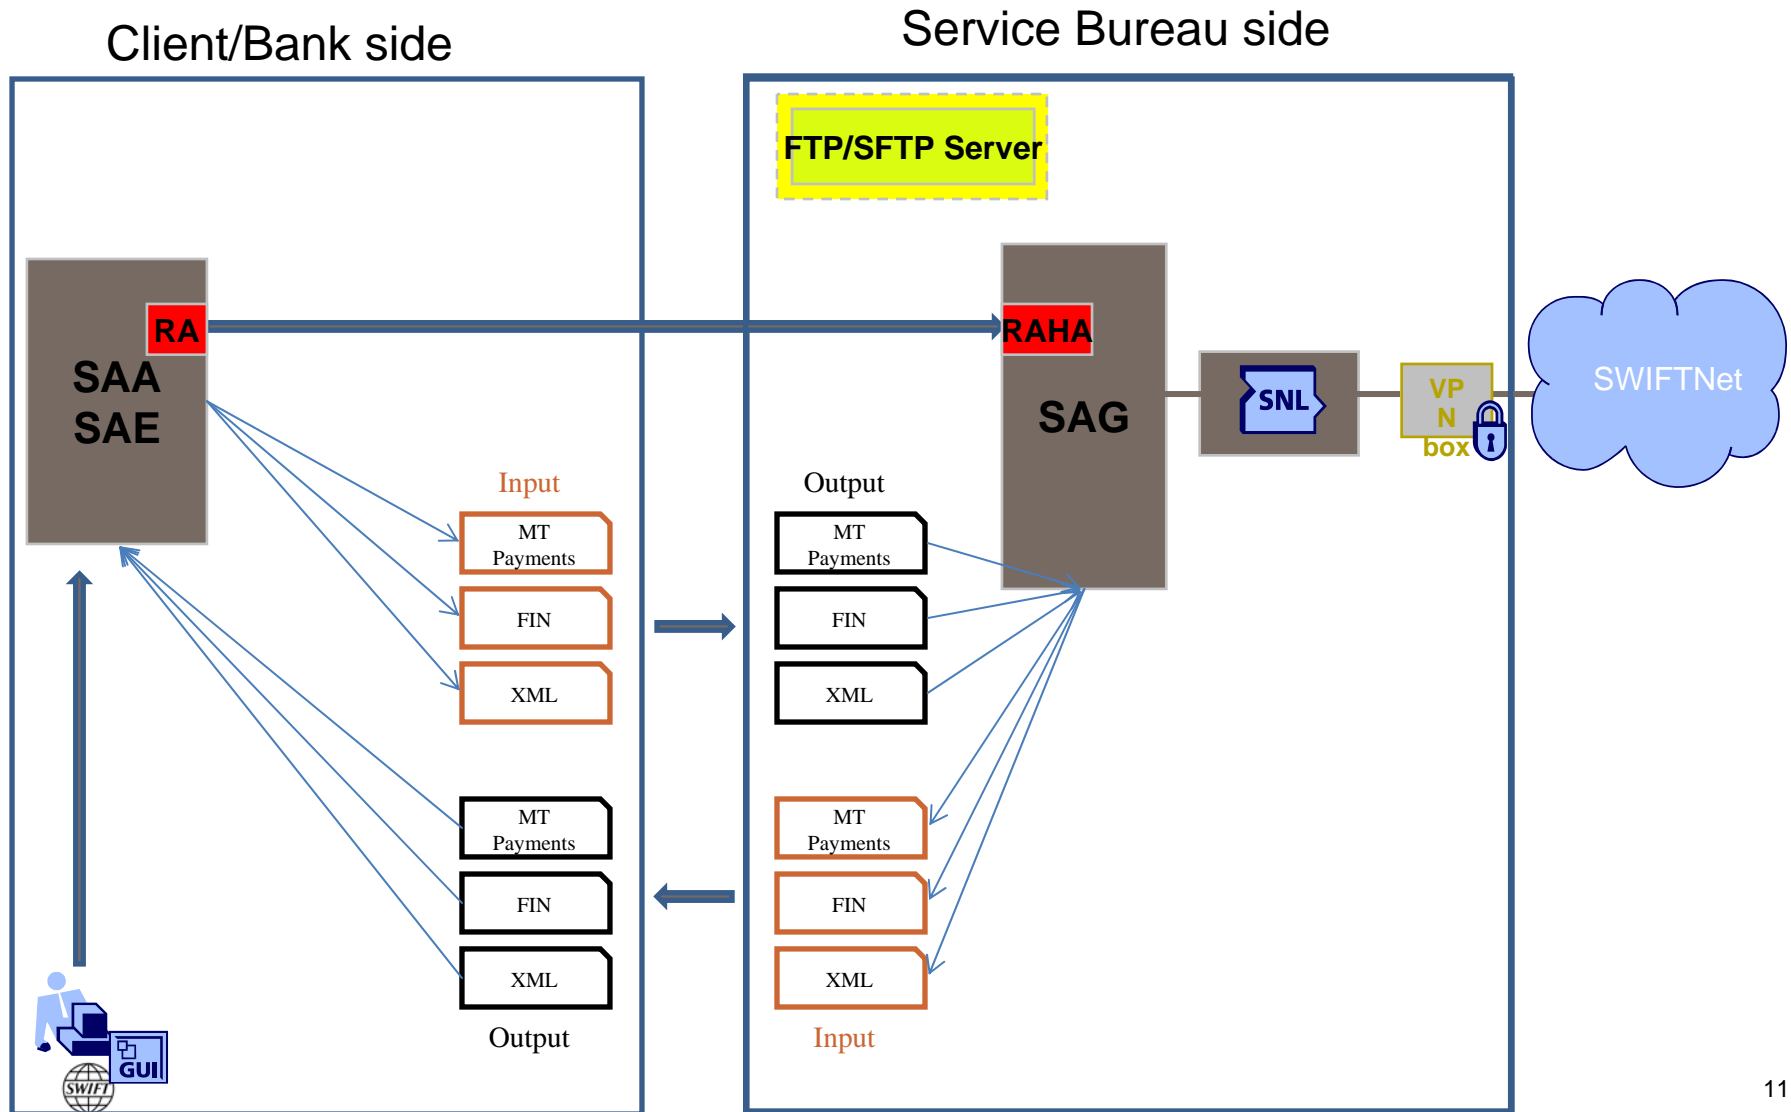 Client/Bank side
Service Bureau side
FTP/SFTP Server
RA
SAA
SAE
RAHA
SAG
SNL
VP
N
box
SWIFTNet
Input
MT
Payments
FIN
XML
Output
MT
Payments
FIN
XML
MT
Payments
FIN
XML
Output
MT
Payments
FIN
XML
Input
GUI
SWIFT
11